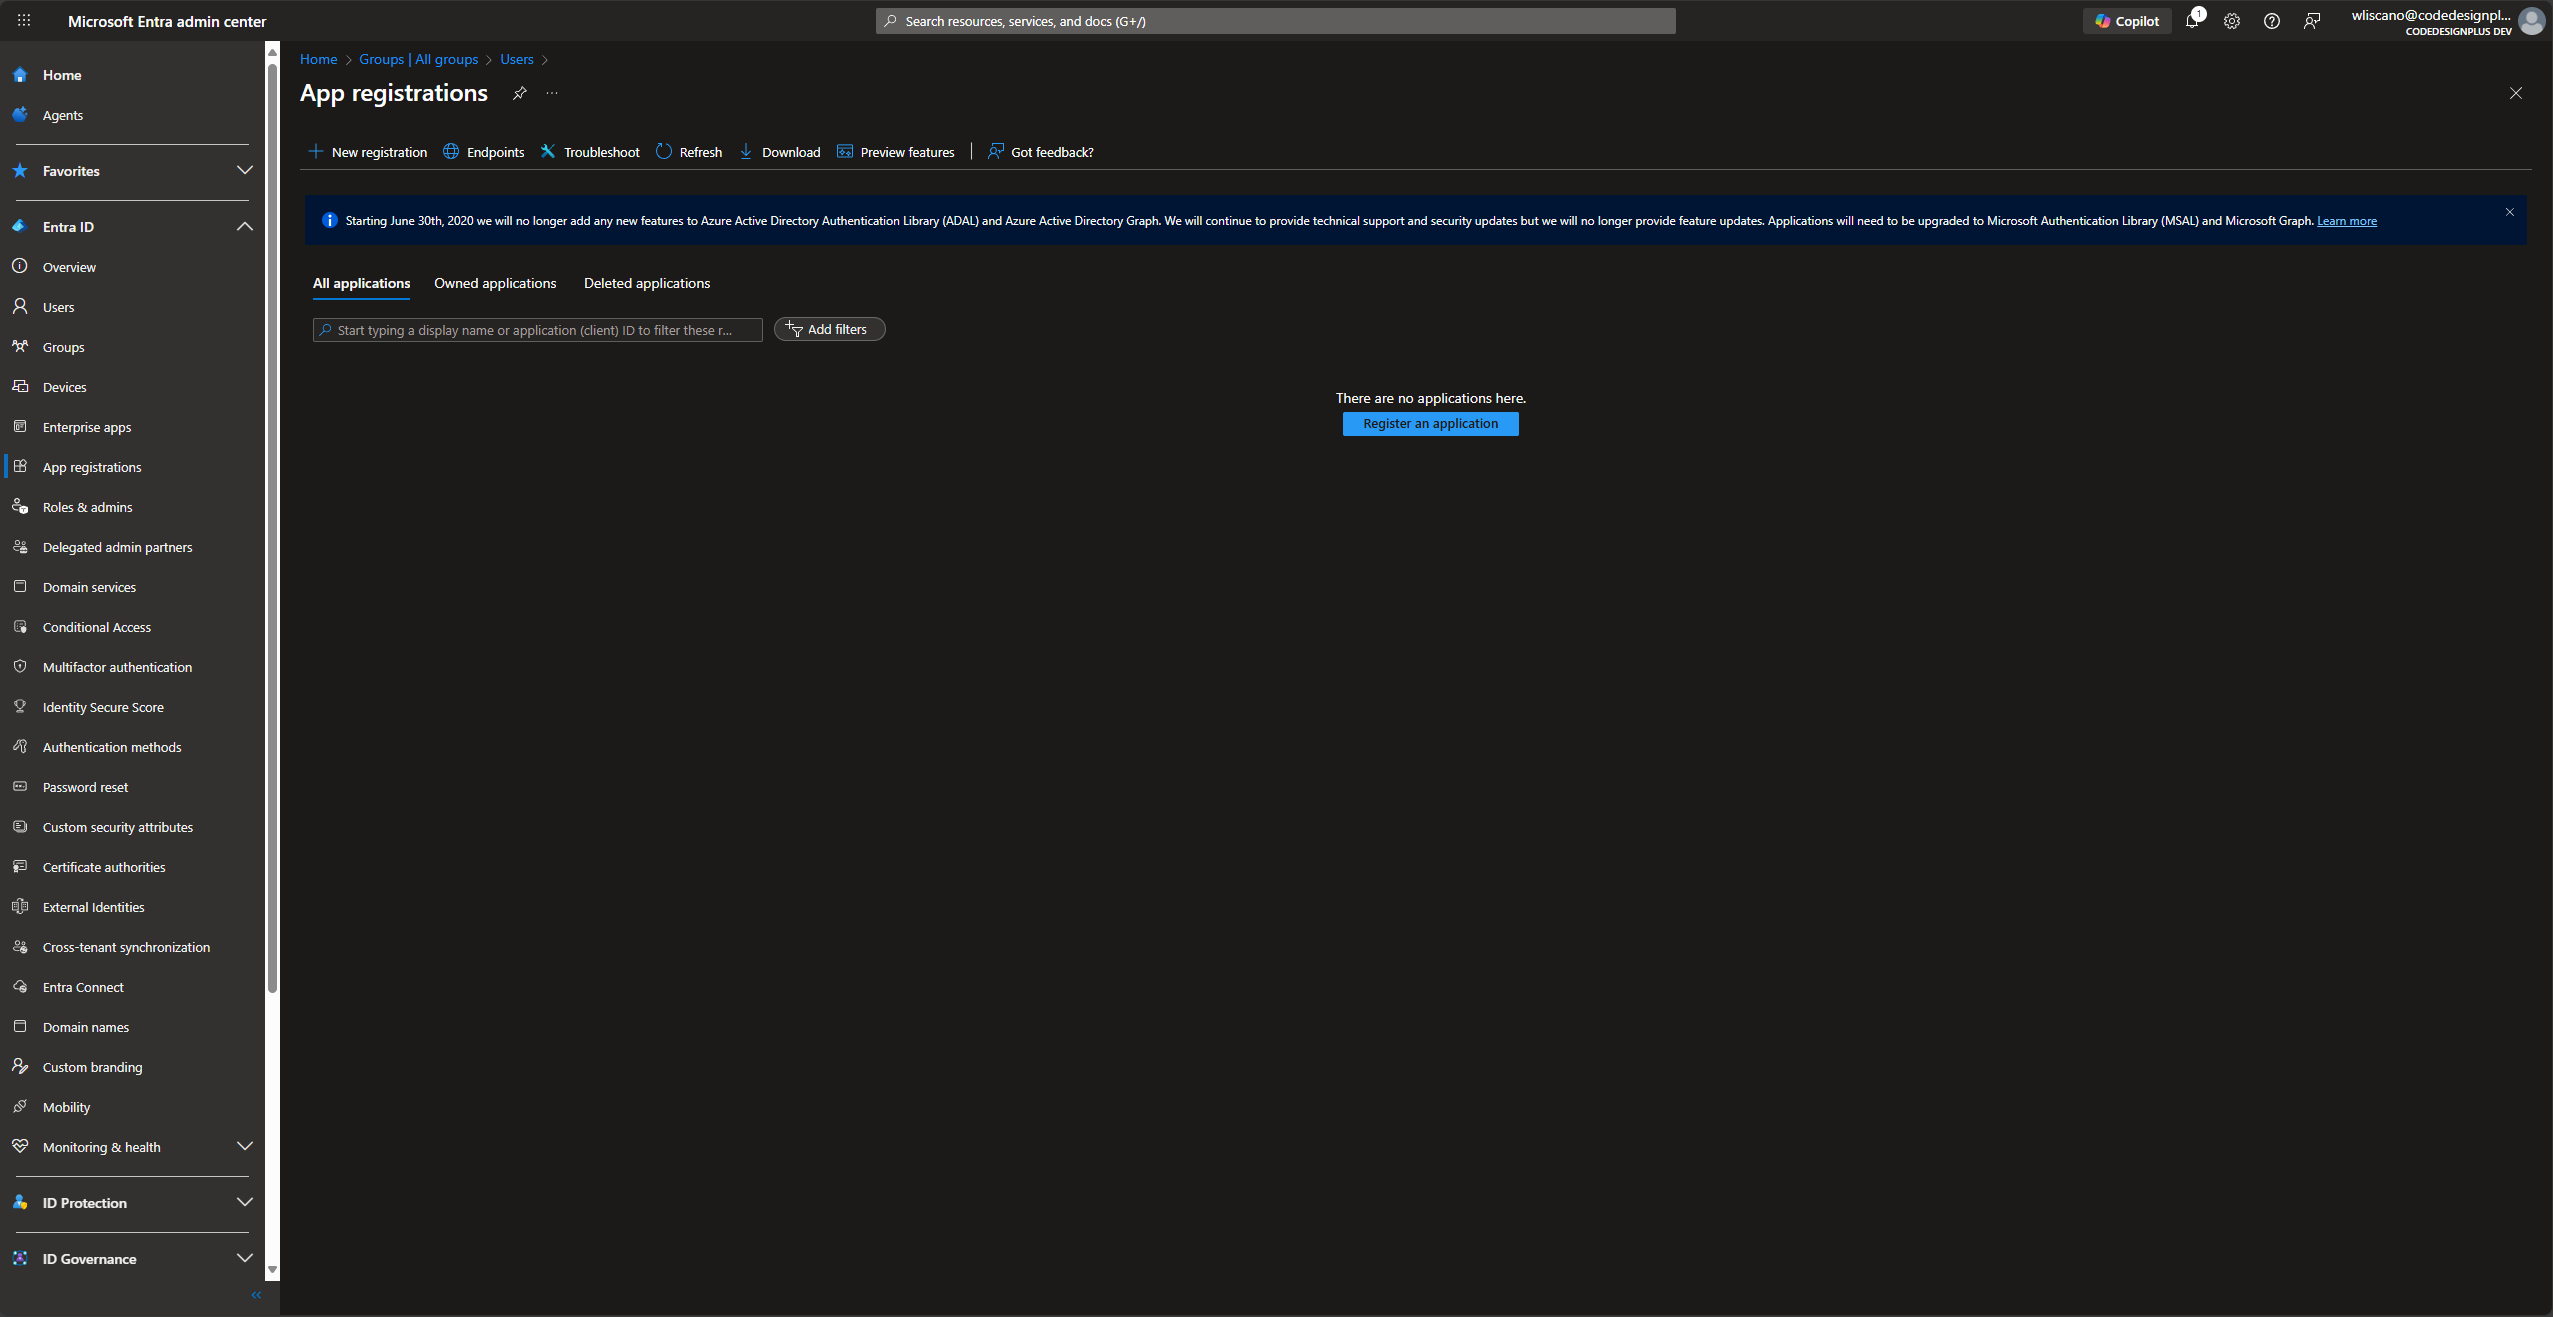 Microsoft Entra admin center
Search resources, services, and docs (G+/)
Copilot
1
wliscano@codedesignpl...
CODEDESIGNPLUS DEV
Home
Agents
Favorites
Entra ID
Overview
Users
Groups
Devices
Enterprise apps
App registrations
Roles & admins
Delegated admin partners
Domain services
Conditional Access
Multifactor authentication
Identity Secure Score
Authentication methods
Password reset
Custom security attributes
Certificate authorities
External Identities
Cross-tenant synchronization
Entra Connect
Domain names
Custom branding
Mobility
Monitoring & health
ID Protection
ID Governance
Home > Groups | All groups > Users >
App registrations
New registration Endpoints Troubleshoot Refresh Download Preview features | Got feedback?
Starting June 30th, 2020 we will no longer add any new features to Azure Active Directory Authentication Library (ADAL) and Azure Active Directory Graph. We will continue to provide technical support and security updates but we will no longer provide feature updates. Applications will need to be upgraded to Microsoft Authentication Library (MSAL) and Microsoft Graph. Learn more
All applications Owned applications Deleted applications
Start typing a display name or application (client) ID to filter these r...
Add filters
There are no applications here.
Register an application